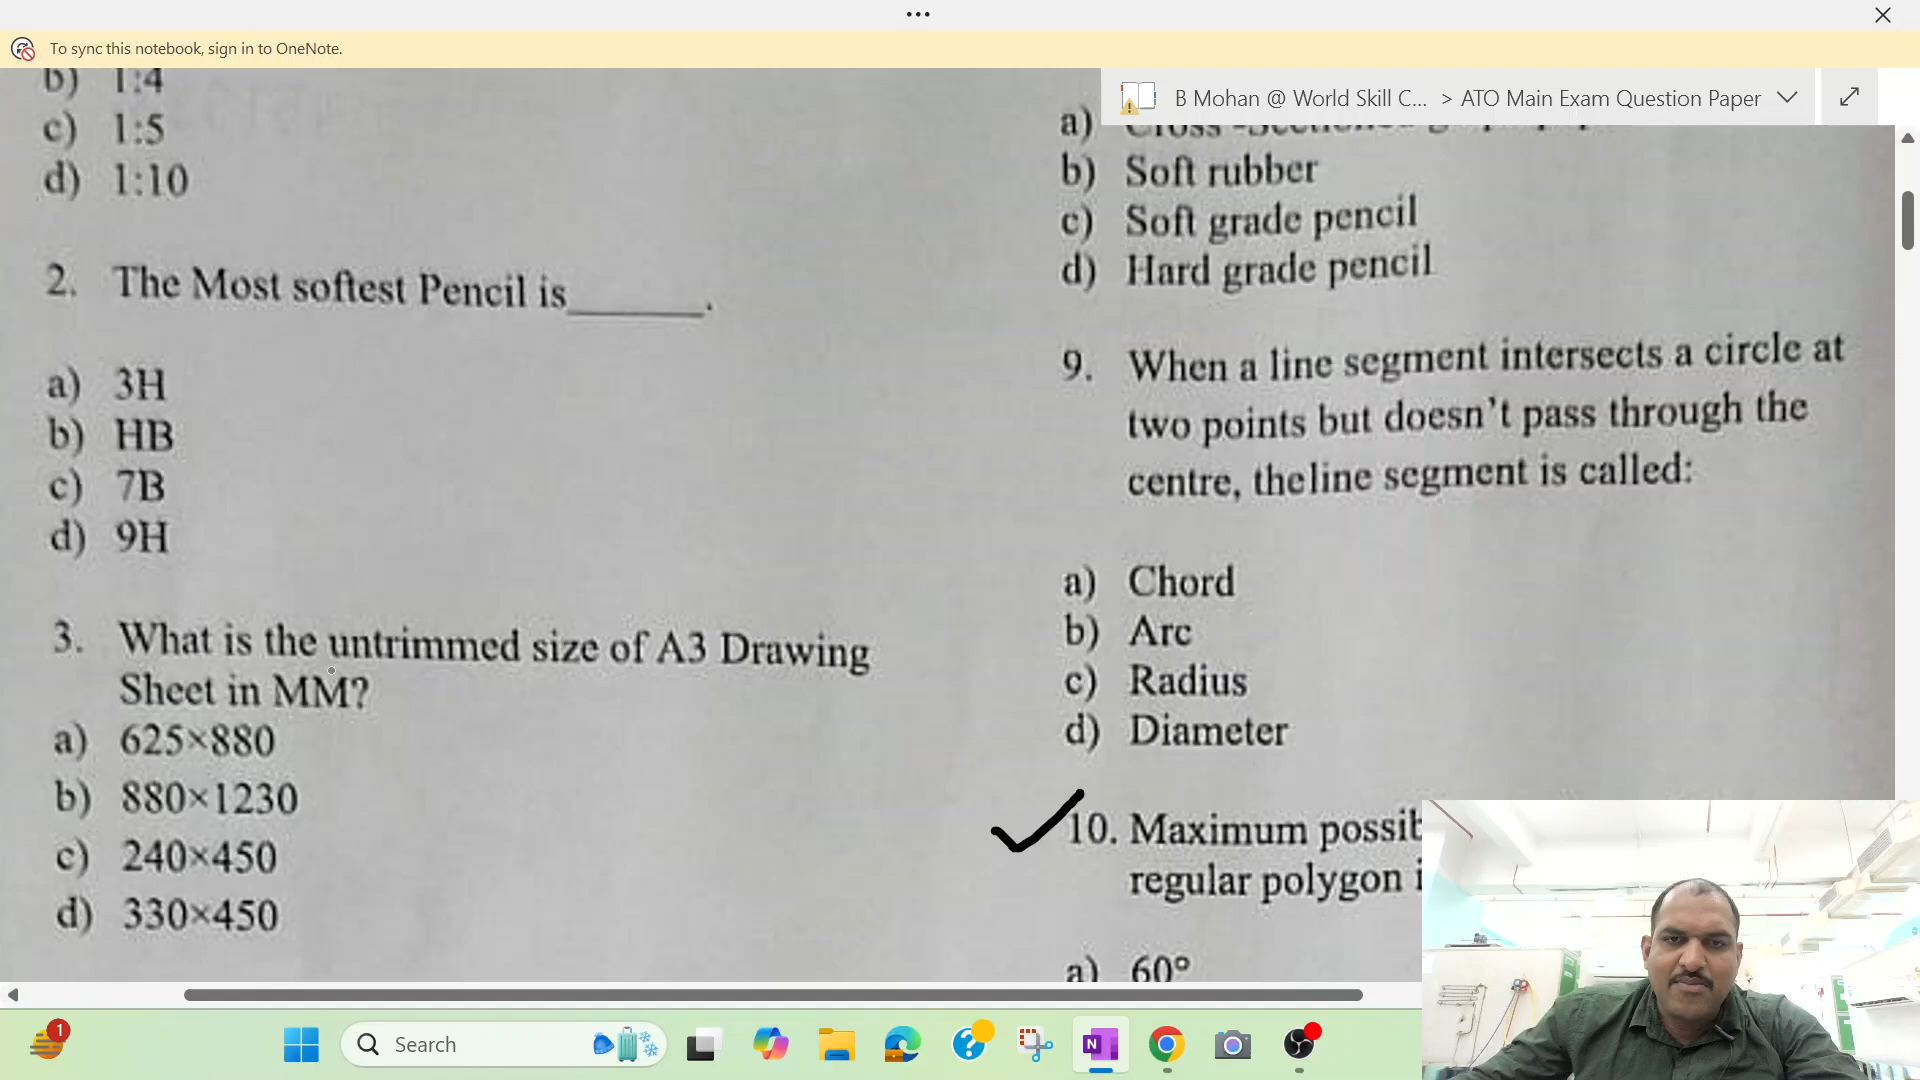 To sync this notebook, sign in to OneNote.
B Mohan @ World Skill C... > ATO Main Exam Question Paper
b) 1:4
c) 1:5
d) 1:10
2. The Most softest Pencil is______.
a) 3H
b) HB
c) 7B
d) 9H
3. What is the untrimmed size of A3 Drawing
Sheet in MM?
a) 625×880
b) 880×1230
c) 240×450
d) 330×450
a)
b) Soft rubber
c) Soft grade pencil
d) Hard grade pencil
9. When a line segment intersects a circle at
two points but doesn't pass through the
centre, the line segment is called:
a) Chord
b) Arc
c) Radius
d) Diameter
10. Maximum possib
regular polygon i
a) 60°
1
Search